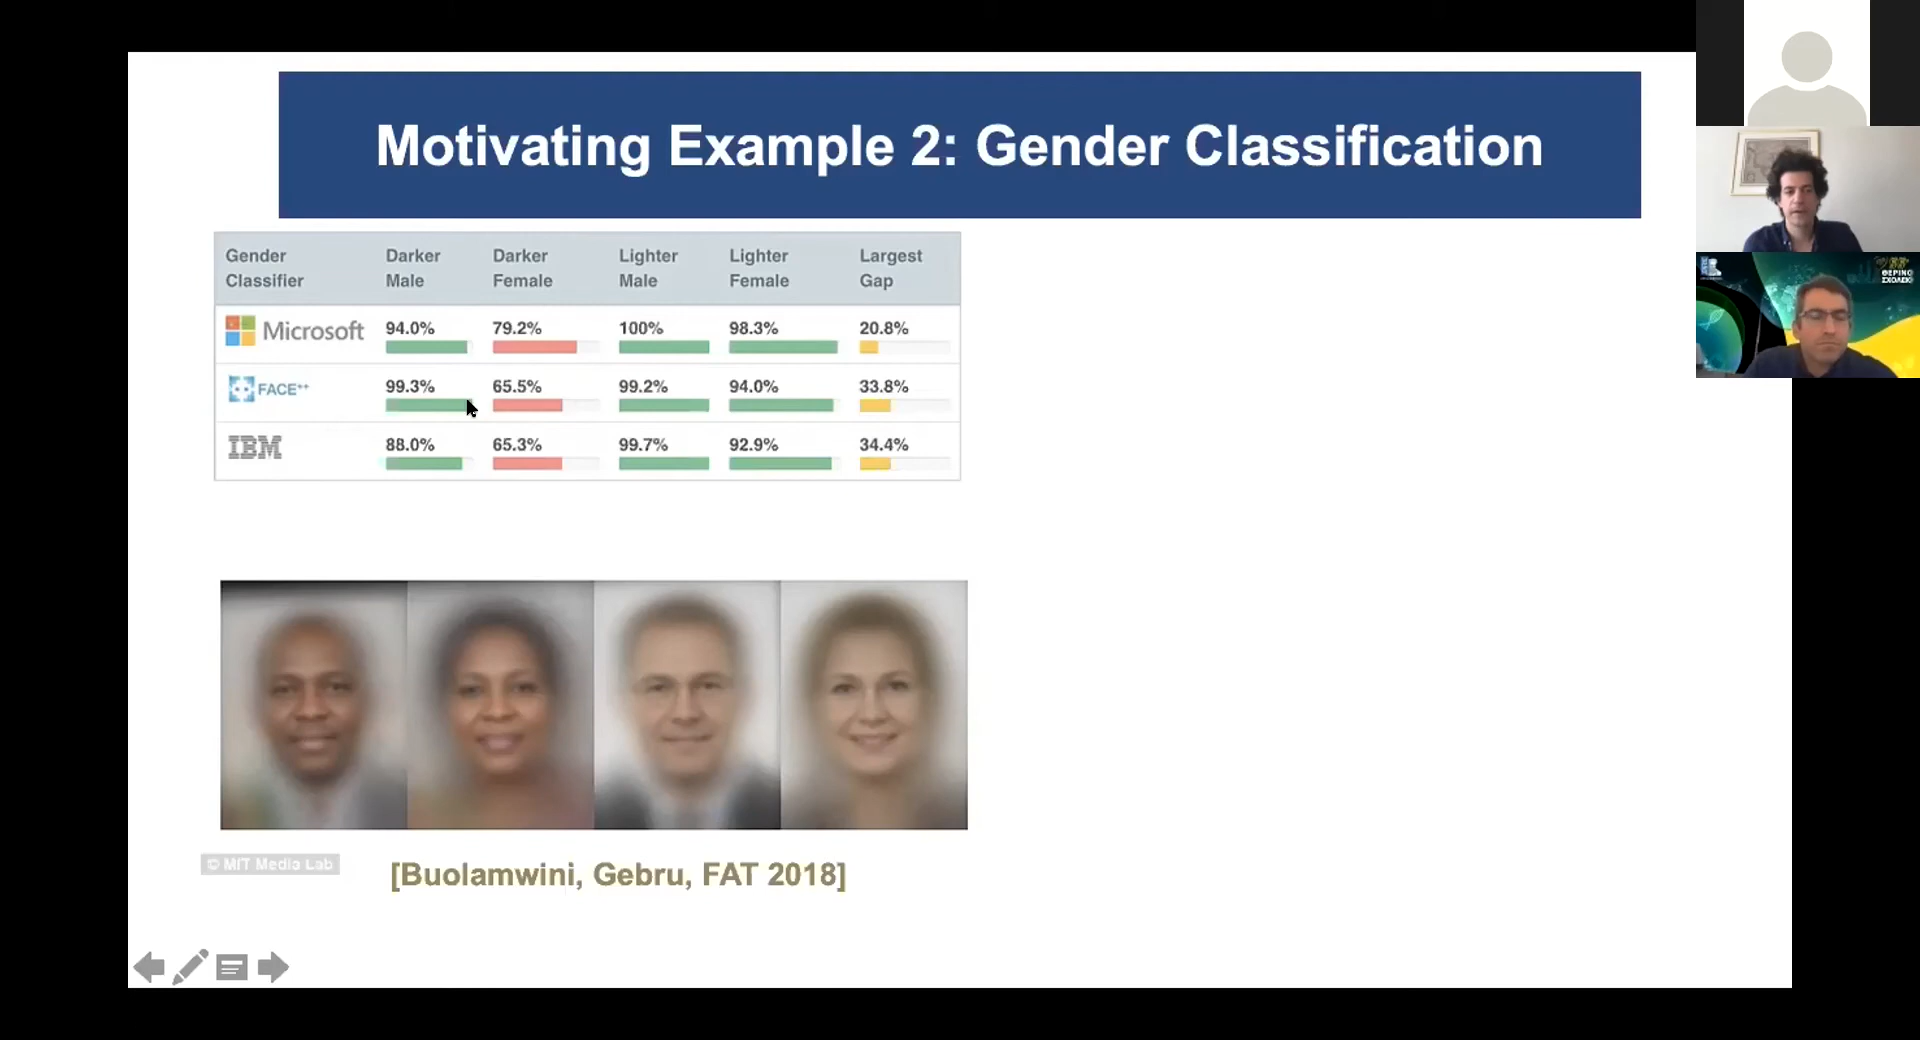 Motivating Example 2: Gender Classification
Gender Classifier Darker Male Darker Female Lighter Male Lighter Female Largest Gap
Microsoft 94.0% 79.2% 100% 98.3% 20.8%
FACE++ 99.3% 65.5% 99.2% 94.0% 33.8%
IBM 88.0% 65.3% 99.7% 92.9% 34.4%
© MIT Media Lab
[Buolamwini, Gebru, FAT 2018]
ΘΕΡΙΝΟ
ΣΧΟΛΕΙΟ